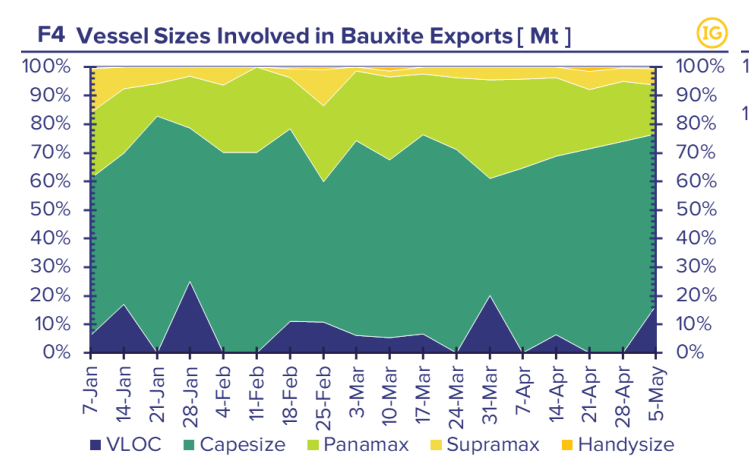 F4 Vessel Sizes Involved in Bauxite Exports [ Mt ]
IG
100% 100% 1
90% 90%
80% 80% 1
70% 70%
60% 60%
50% 50%
40% 40%
30% 30%
20% 20%
10% 10%
0% 0%
7-Jan 14-Jan 21-Jan 28-Jan 4-Feb 11-Feb 18-Feb 25-Feb 3-Mar 10-Mar 17-Mar 24-Mar 31-Mar 7-Apr 14-Apr 21-Apr 28-Apr 5-May
VLOC Capesize Panamax Supramax Handysize